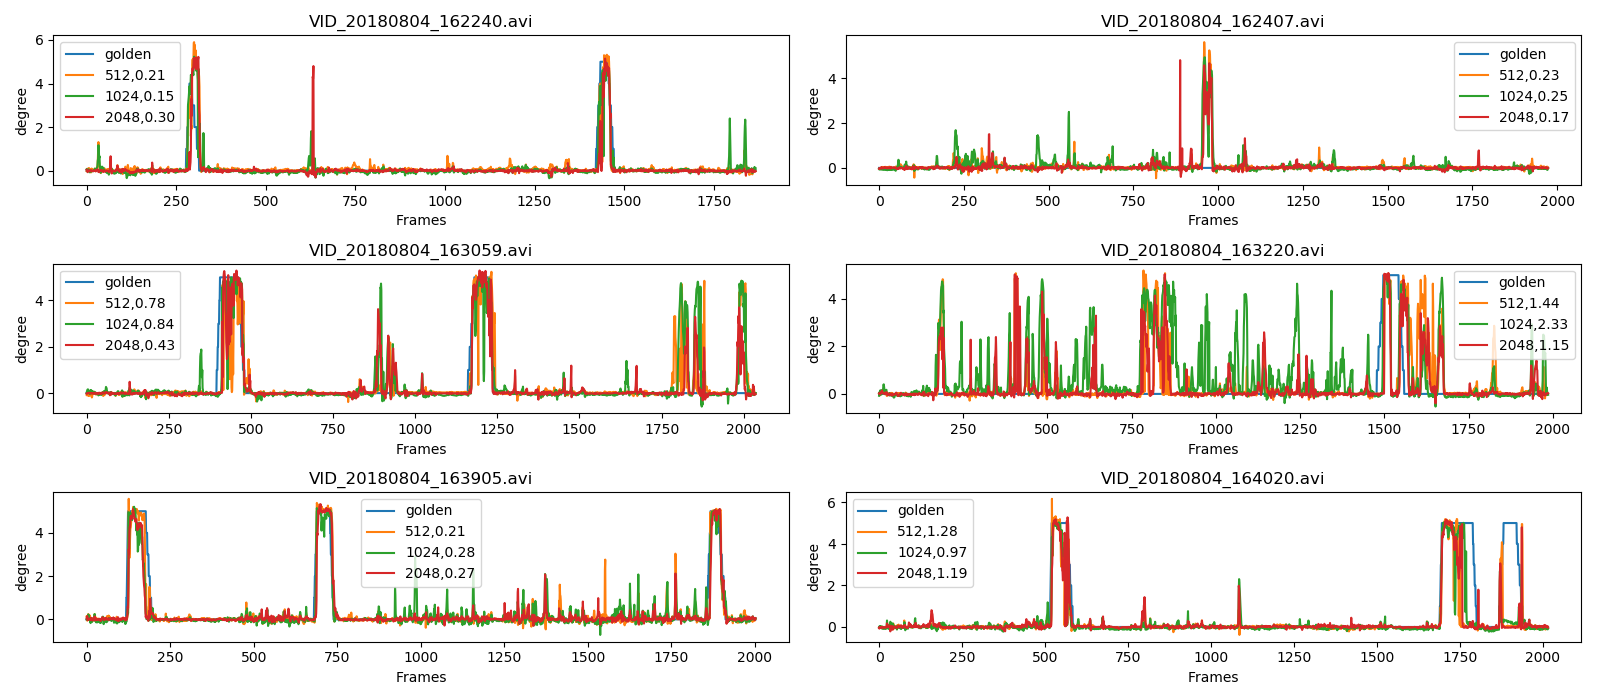 VID_20180804_162240.avi
6
4
2
0
degree
golden
512,0.21
1024,0.15
2048,0.30
0 250 500 750 1000 1250 1500 1750
Frames
VID_20180804_162407.avi
4
2
0
degree
golden
512,0.23
1024,0.25
2048,0.17
0 250 500 750 1000 1250 1500 1750 2000
Frames
VID_20180804_163059.avi
4
2
0
degree
golden
512,0.78
1024,0.84
2048,0.43
0 250 500 750 1000 1250 1500 1750 2000
Frames
VID_20180804_163220.avi
4
2
0
degree
golden
512,1.44
1024,2.33
2048,1.15
0 250 500 750 1000 1250 1500 1750 2000
Frames
VID_20180804_163905.avi
4
2
0
degree
golden
512,0.21
1024,0.28
2048,0.27
0 250 500 750 1000 1250 1500 1750 2000
Frames
VID_20180804_164020.avi
6
4
2
0
degree
golden
512,1.28
1024,0.97
2048,1.19
0 250 500 750 1000 1250 1500 1750 2000
Frames